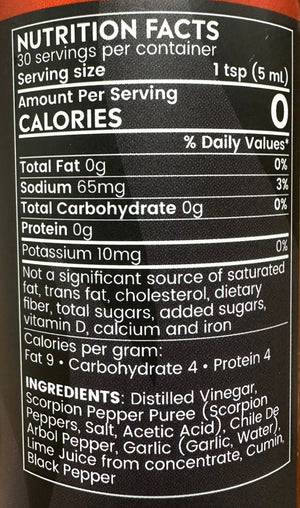 NUTRITION FACTS
30 servings per container
Serving size 1 tsp (5 mL)
Amount Per Serving
CALORIES 0
% Daily Values*
Total Fat 0g 0%
Sodium 65mg 3%
Total Carbohydrate 0g 0%
Protein 0g
Potassium 10mg 0%
Not a significant source of saturated
fat, trans fat, cholesterol, dietary
fiber, total sugars, added sugars,
vitamin D, calcium and iron
Calories per gram:
Fat 9 • Carbohydrate 4 • Protein 4
INGREDIENTS: Distilled Vinegar,
Scorpion Pepper Puree (Scorpion
Peppers, Salt, Acetic Acid), Chile De
Arbol Pepper, Garlic (Garlic, Water),
Lime Juice from concentrate, Cumin,
Black Pepper